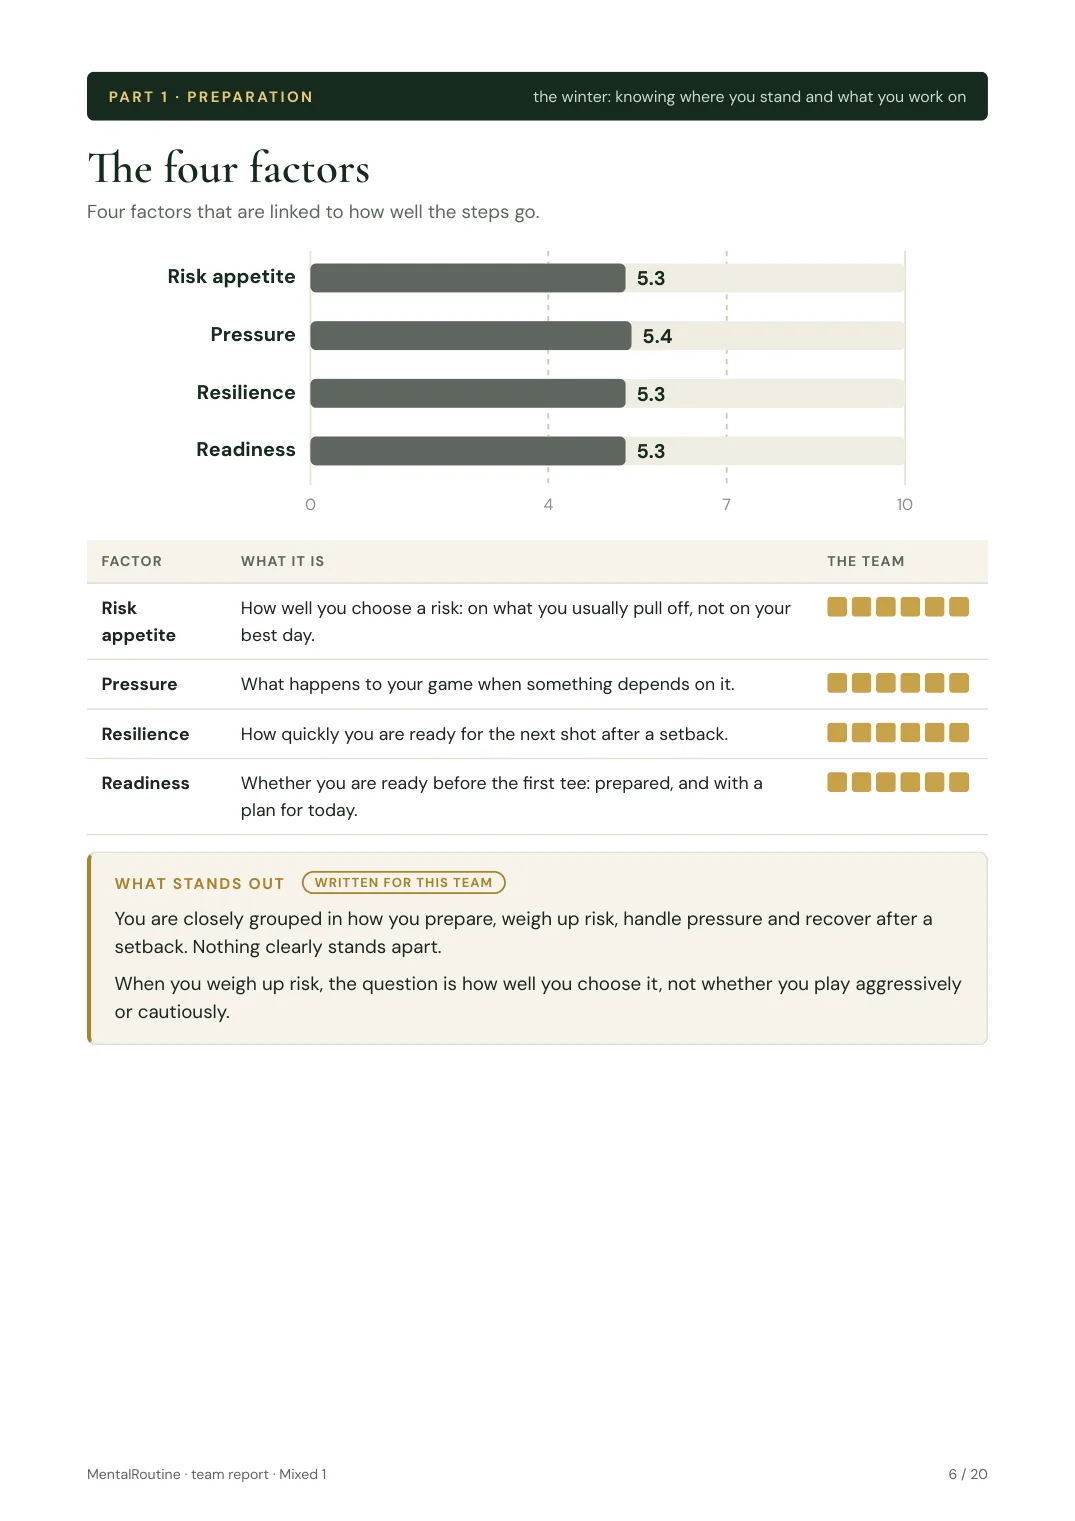 PART 1 · PREPARATION
the winter: knowing where you stand and what you work on
The four factors
Four factors that are linked to how well the steps go.
Risk appetite
5.3
Pressure
5.4
Resilience
5.3
Readiness
5.3
0 4 7 10
FACTOR WHAT IT IS THE TEAM
Risk appetite
How well you choose a risk: on what you usually pull off, not on your
best day.
Pressure What happens to your game when something depends on it.
Resilience How quickly you are ready for the next shot after a setback.
Readiness Whether you are ready before the first tee: prepared, and with a
plan for today.
WHAT STANDS OUT WRITTEN FOR THIS TEAM
You are closely grouped in how you prepare, weigh up risk, handle pressure and recover after a
setback. Nothing clearly stands apart.
When you weigh up risk, the question is how well you choose it, not whether you play aggressively
or cautiously.
MentalRoutine · team report · Mixed 1
6 / 20